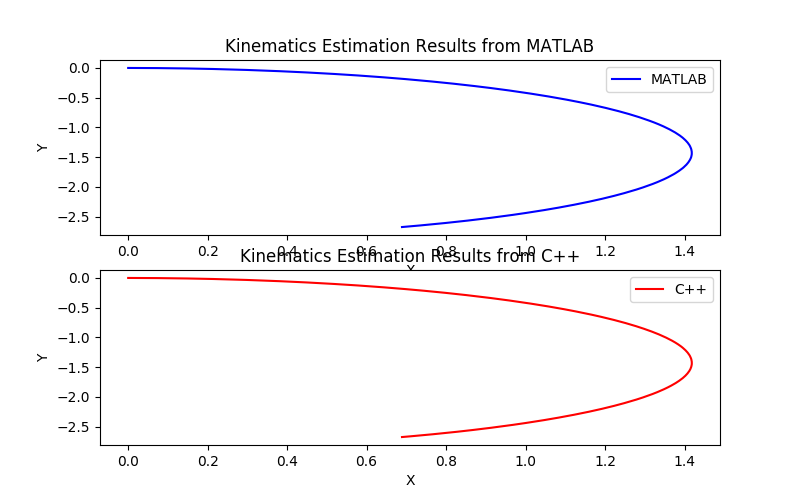 Kinematics Estimation Results from MATLAB
MATLAB
0.0
−0.5
−1.0
−1.5
−2.0
−2.5
Y
0.0 0.2 0.4 0.6 0.8 1.0 1.2 1.4
X
Kinematics Estimation Results from C++
C++
0.0
−0.5
−1.0
−1.5
−2.0
−2.5
Y
0.0 0.2 0.4 0.6 0.8 1.0 1.2 1.4
X